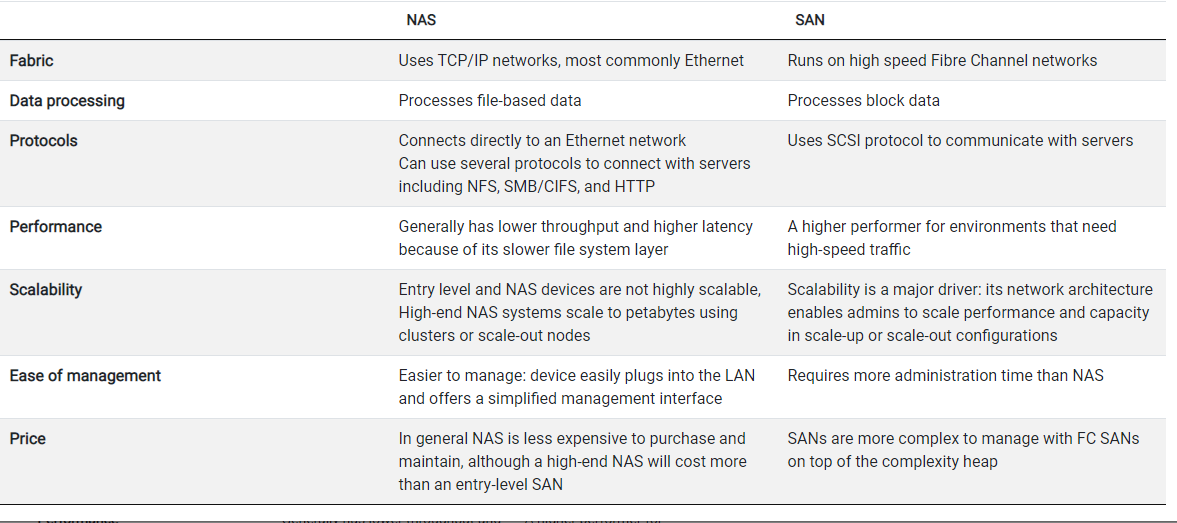 NAS SAN
Fabric
Uses TCP/IP networks, most commonly Ethernet
Runs on high speed Fibre Channel networks
Data processing
Processes file-based data
Processes block data
Protocols
Connects directly to an Ethernet network
Can use several protocols to connect with servers
including NFS, SMB/CIFS, and HTTP
Uses SCSI protocol to communicate with servers
Performance
Generally has lower throughput and higher latency
because of its slower file system layer
A higher performer for environments that need
high-speed traffic
Scalability
Entry level and NAS devices are not highly scalable,
High-end NAS systems scale to petabytes using
clusters or scale-out nodes
Scalability is a major driver: its network architecture
enables admins to scale performance and capacity
in scale-up or scale-out configurations
Ease of management
Easier to manage: device easily plugs into the LAN
and offers a simplified management interface
Requires more administration time than NAS
Price
In general NAS is less expensive to purchase and
maintain, although a high-end NAS will cost more
than an entry-level SAN
SANs are more complex to manage with FC SANs
on top of the complexity heap